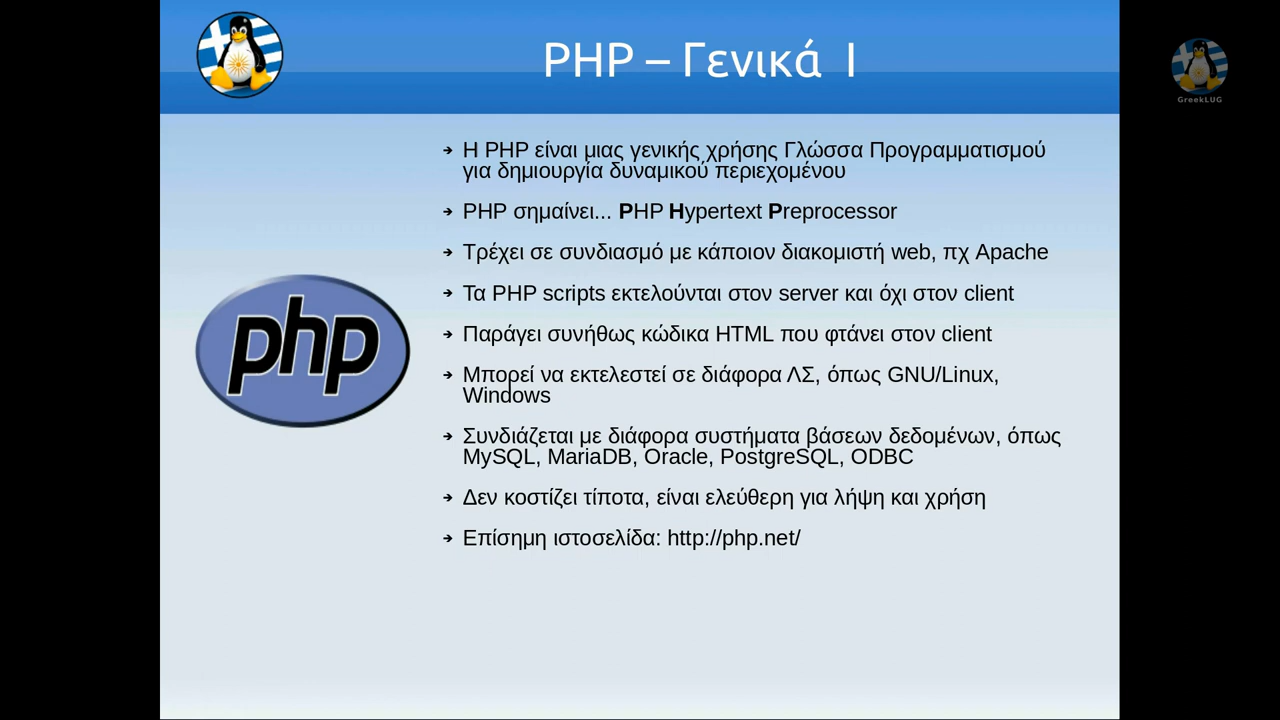 PHP – Γενικά I
GreekLUG
➔ Η PHP είναι μιας γενικής χρήσης Γλώσσα Προγραμματισμού
για δημιουργία δυναμικού περιεχομένου
➔ PHP σημαίνει... PHP Hypertext Preprocessor
➔ Τρέχει σε συνδιασμό με κάποιον διακομιστή web, πχ Apache
➔ Τα PHP scripts εκτελούνται στον server και όχι στον client
➔ Παράγει συνήθως κώδικα HTML που φτάνει στον client
➔ Μπορεί να εκτελεστεί σε διάφορα ΛΣ, όπως GNU/Linux,
Windows
➔ Συνδιάζεται με διάφορα συστήματα βάσεων δεδομένων, όπως
MySQL, MariaDB, Oracle, PostgreSQL, ODBC
➔ Δεν κοστίζει τίποτα, είναι ελεύθερη για λήψη και χρήση
➔ Επίσημη ιστοσελίδα: http://php.net/
php